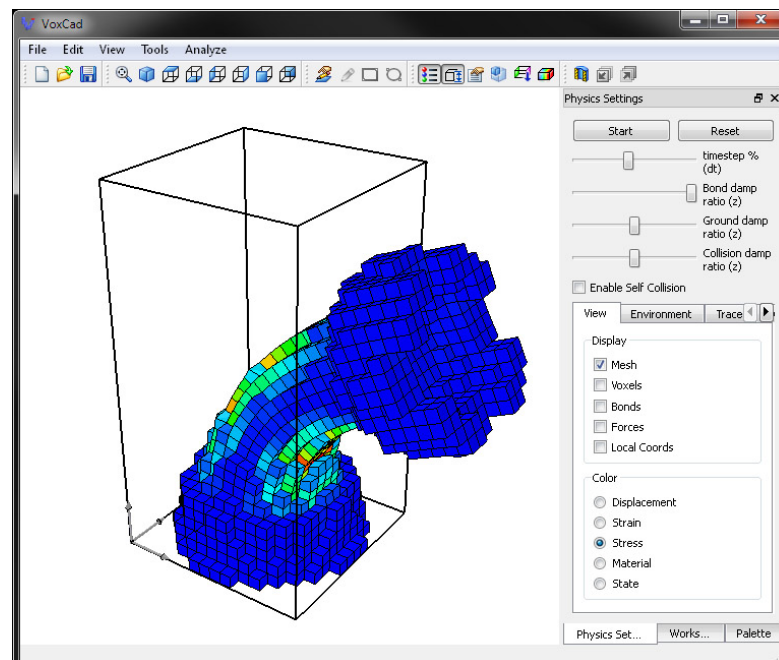 VoxCad
File Edit View Tools Analyze
Physics Settings
Start Reset
timestep %
(dt)
Bond damp
ratio (z)
Ground damp
ratio (z)
Collision damp
ratio (z)
Enable Self Collision
View Environment Trace
Display
Mesh
Voxels
Bonds
Forces
Local Coords
Color
Displacement
Strain
Stress
Material
State
Physics Set... Works... Palette